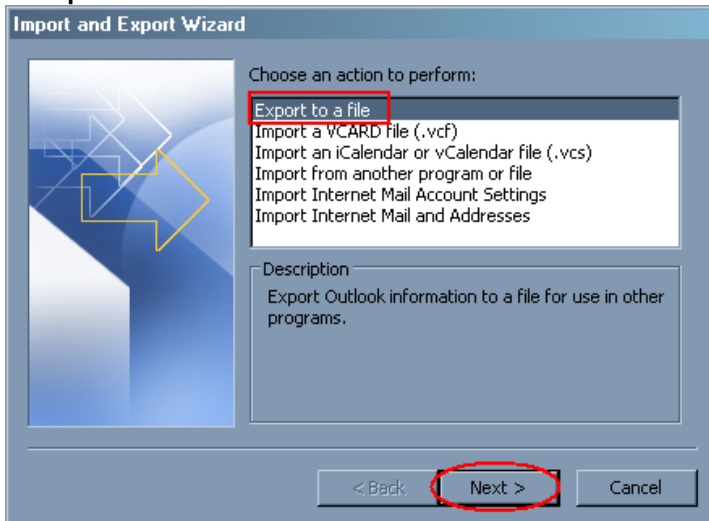 Import and Export Wizard
Choose an action to perform:
Export to a file
Import a VCARD file (.vcf)
Import an iCalendar or vCalendar file (.vcs)
Import from another program or file
Import Internet Mail Account Settings
Import Internet Mail and Addresses
Description
Export Outlook information to a file for use in other
programs.
< Back Next > Cancel